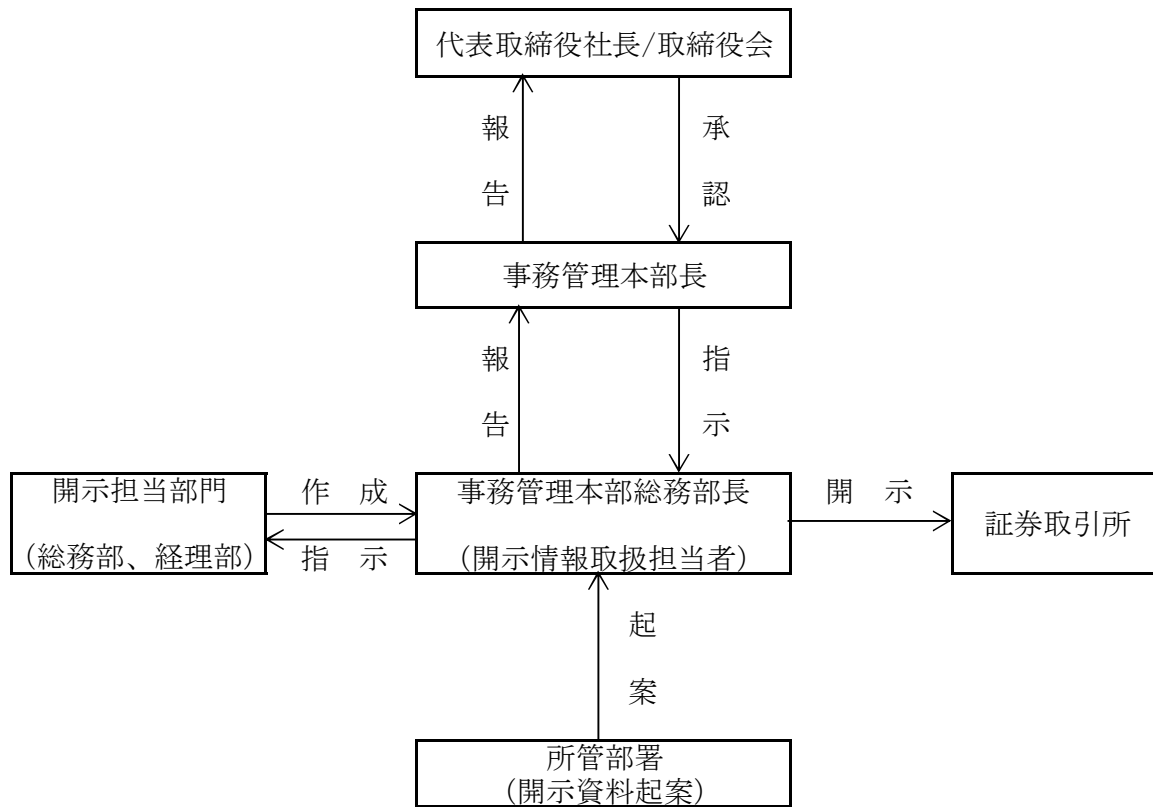 代表取締役社長/取締役会
報告
承認
事務管理本部長
報告
指示
開示担当部門
(総務部、経理部)
作 成
指 示
事務管理本部総務部長
(開示情報取扱担当者)
開 示
証券取引所
起案
所管部署
(開示資料起案)